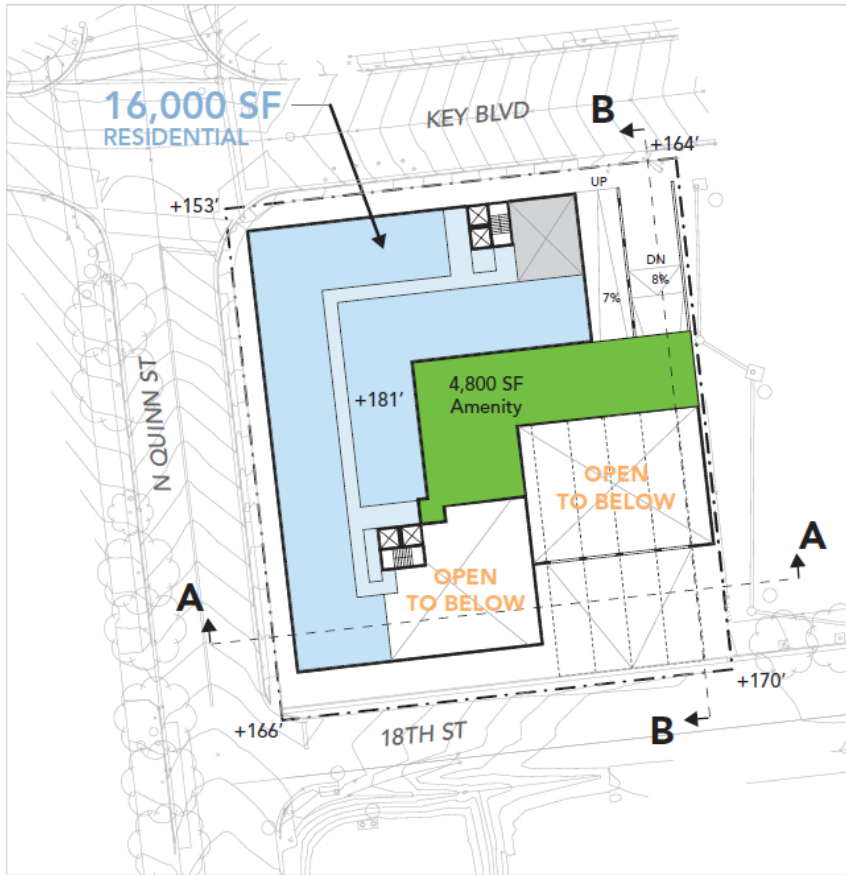 16,000 SF
RESIDENTIAL
KEY BLVD
B
+164'
+153'
UP
DN
8%
7%
4,800 SF
Amenity
+181'
N QUINN ST
OPEN
TO BELOW
OPEN
TO BELOW
A
A
+170'
+166'
18TH ST
B